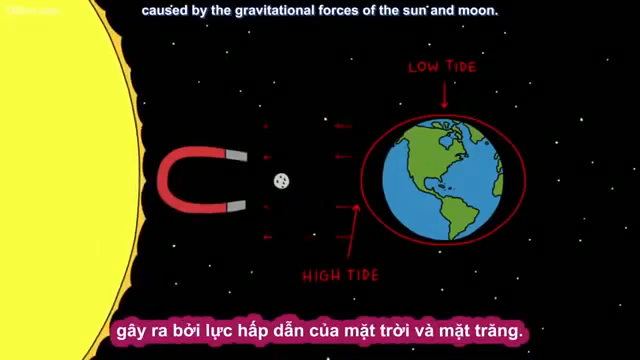 caused by the gravitational forces of the sun and moon.
LOW TIDE
HIGH TIDE
gây ra bởi lực hấp dẫn của mặt trời và mặt trăng.